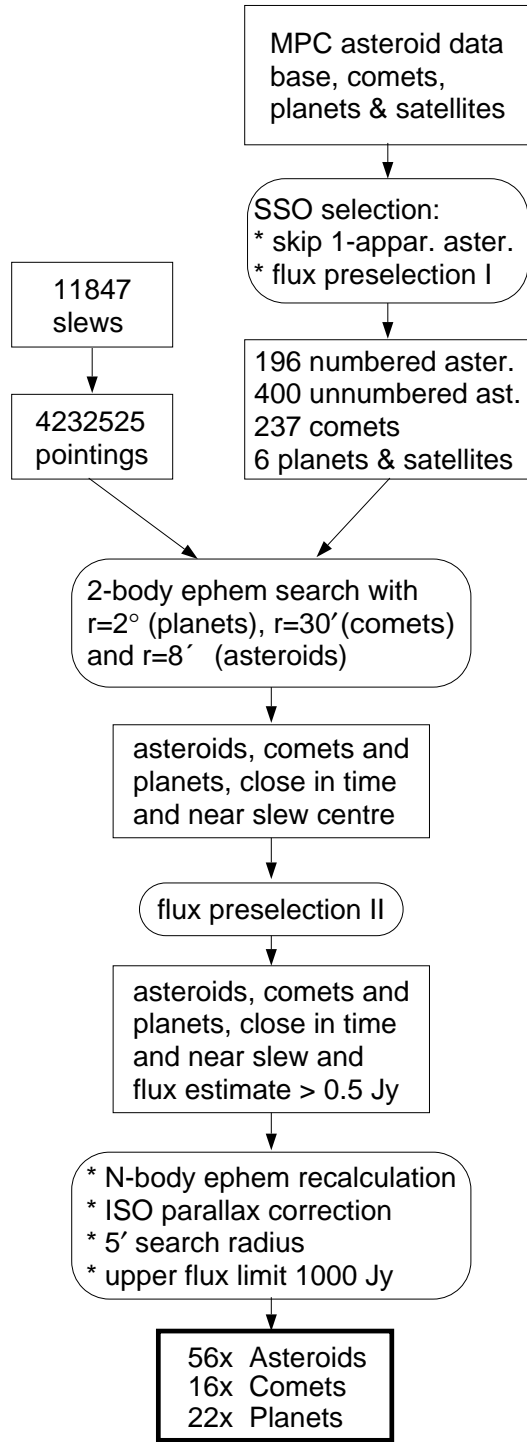 MPC asteroid data
base, comets,
planets & satellites
SSO selection:
* skip 1-appar. aster.
* flux preselection I
11847
slews
4232525
pointings
196 numbered aster.
400 unnumbered ast.
237 comets
6 planets & satellites
2-body ephem search with
r=2° (planets), r=30′(comets)
and r=8´ (asteroids)
asteroids, comets and
planets, close in time
and near slew centre
flux preselection II
asteroids, comets and
planets, close in time
and near slew and
flux estimate > 0.5 Jy
* N-body ephem recalculation
* ISO parallax correction
* 5′ search radius
* upper flux limit 1000 Jy
56x Asteroids
16x Comets
22x Planets